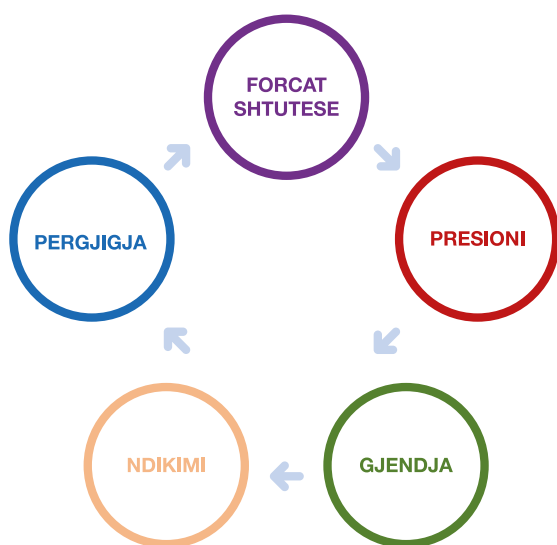 FORCAT
SHTUTESE
PRESIONI
GJENDJA
NDIKIMI
PERGJIGJA